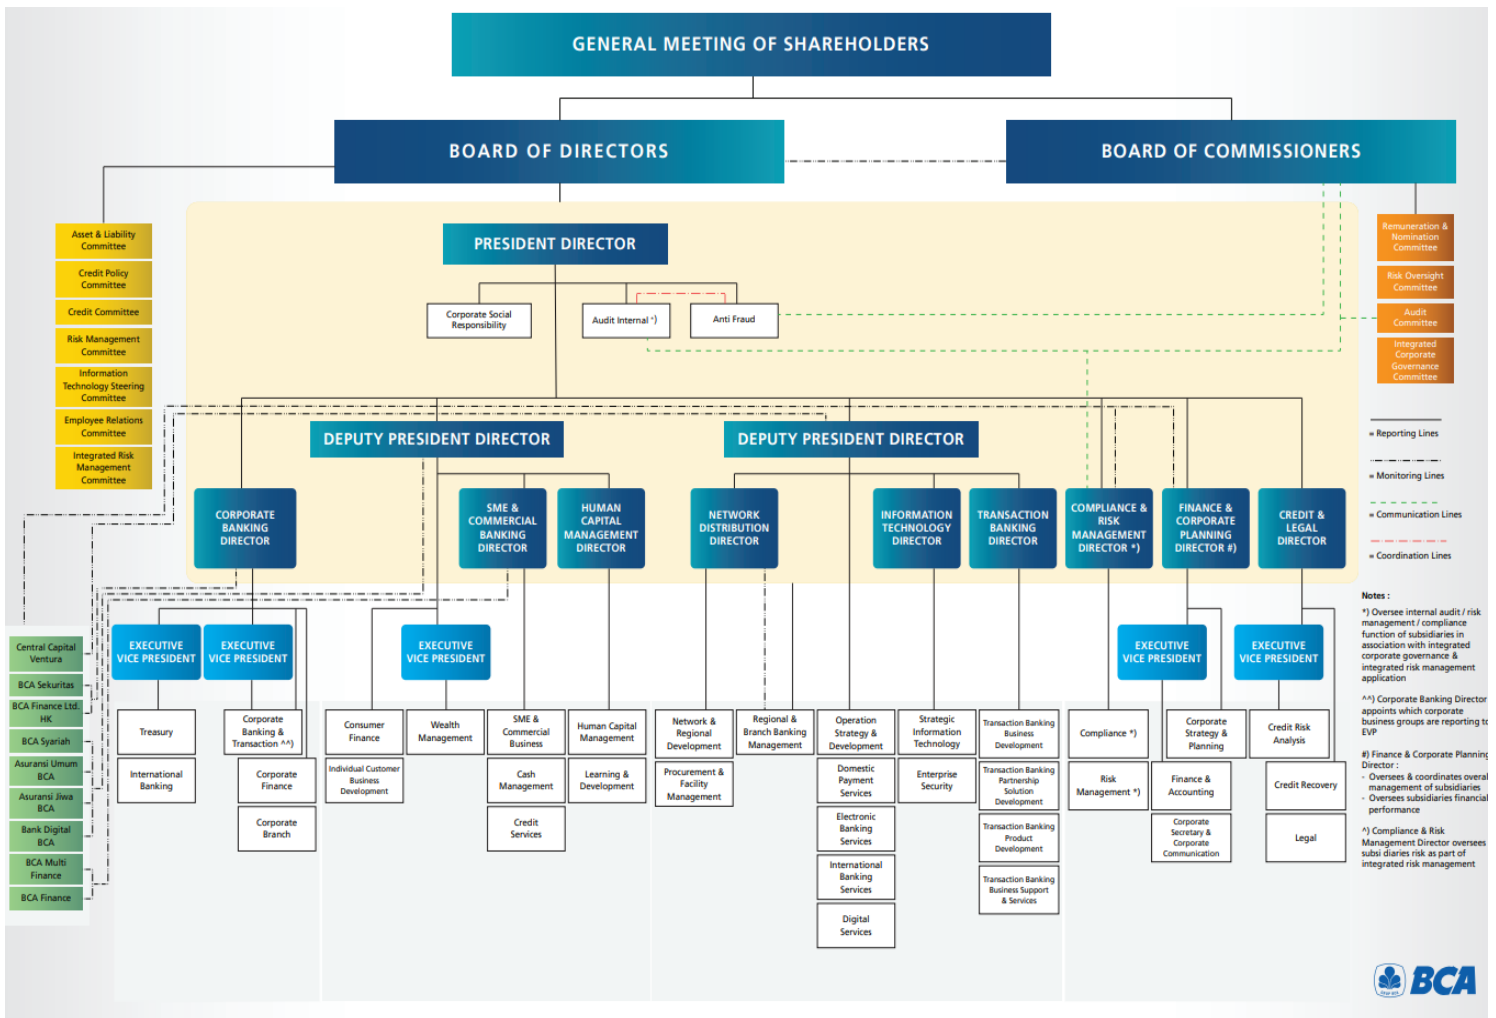 GENERAL MEETING OF SHAREHOLDERS
BOARD OF DIRECTORS
BOARD OF COMMISSIONERS
Asset & Liability
Committee
Credit Policy
Committee
Credit Committee
Risk Management
Committee
Information
Technology Steering
Committee
Employee Relations
Committee
Integrated Risk
Management
Committee
PRESIDENT DIRECTOR
Corporate Social
Responsibility
Audit Internal *)
Anti Fraud
Remuneration &
Nomination
Committee
Risk Oversight
Committee
Audit
Committee
Integrated
Corporate
Governance
Committee
DEPUTY PRESIDENT DIRECTOR
DEPUTY PRESIDENT DIRECTOR
CORPORATE
BANKING
DIRECTOR
SME &
COMMERCIAL
BANKING
DIRECTOR
HUMAN
CAPITAL
MANAGEMENT
DIRECTOR
NETWORK
DISTRIBUTION
DIRECTOR
INFORMATION
TECHNOLOGY
DIRECTOR
TRANSACTION
BANKING
DIRECTOR
COMPLIANCE &
RISK
MANAGEMENT
DIRECTOR *)
FINANCE &
CORPORATE
PLANNING
DIRECTOR #)
CREDIT &
LEGAL
DIRECTOR
= Reporting Lines
= Monitoring Lines
= Communication Lines
= Coordination Lines
Central Capital
Ventura
BCA Sekuritas
BCA Finance Ltd.
HK
BCA Syariah
Asuransi Umum
BCA
Asuransi Jiwa
BCA
Bank Digital
BCA
BCA Multi
Finance
BCA Finance
EXECUTIVE
VICE PRESIDENT
EXECUTIVE
VICE PRESIDENT
EXECUTIVE
VICE PRESIDENT
EXECUTIVE
VICE PRESIDENT
EXECUTIVE
VICE PRESIDENT
Treasury
International
Banking
Corporate
Banking &
Transaction ^^)
Corporate
Finance
Corporate
Branch
Consumer
Finance
Individual Customer
Business
Development
Wealth
Management
SME &
Commercial
Business
Cash
Management
Credit
Services
Human Capital
Management
Learning &
Development
Network &
Regional
Development
Procurement &
Facility
Management
Regional &
Branch Banking
Management
Operation
Strategy &
Development
Domestic
Payment
Services
Electronic
Banking
Services
International
Banking
Services
Digital
Services
Strategic
Information
Technology
Enterprise
Security
Transaction Banking
Business
Development
Transaction Banking
Partnership
Solution
Development
Transaction Banking
Product
Development
Transaction Banking
Business Support
& Services
Compliance *)
Risk
Management *)
Corporate
Strategy &
Planning
Finance &
Accounting
Corporate
Secretary &
Corporate
Communication
Credit Risk
Analysis
Credit Recovery
Legal
Notes :
*) Oversee internal audit / risk
management / compliance
function of subsidiaries in
association with integrated
corporate governance &
integrated risk management
application
^^) Corporate Banking Director
appoints which corporate
business groups are reporting to
EVP
#) Finance & Corporate Planning
Director :
- Oversees & coordinates overal
management of subsidiaries
- Oversees subsidiaries financial
performance
^) Compliance & Risk
Management Director oversees
subsi diaries risk as part of
integrated risk management
BCA